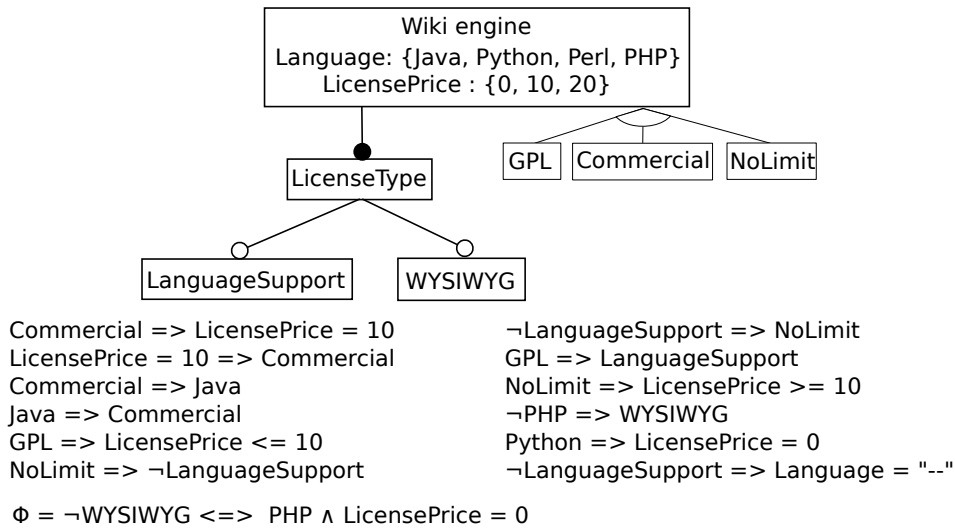 Wiki engine
Language: {Java, Python, Perl, PHP}
LicensePrice : {0, 10, 20}
GPL
Commercial
NoLimit
LicenseType
LanguageSupport
WYSIWYG
Commercial => LicensePrice = 10
LicensePrice = 10 => Commercial
Commercial => Java
Java => Commercial
GPL => LicensePrice <= 10
NoLimit => ¬LanguageSupport
¬LanguageSupport => NoLimit
GPL => LanguageSupport
NoLimit => LicensePrice >= 10
¬PHP => WYSIWYG
Python => LicensePrice = 0
¬LanguageSupport => Language = "--"
Φ = ¬WYSIWYG <=> PHP ∧ LicensePrice = 0